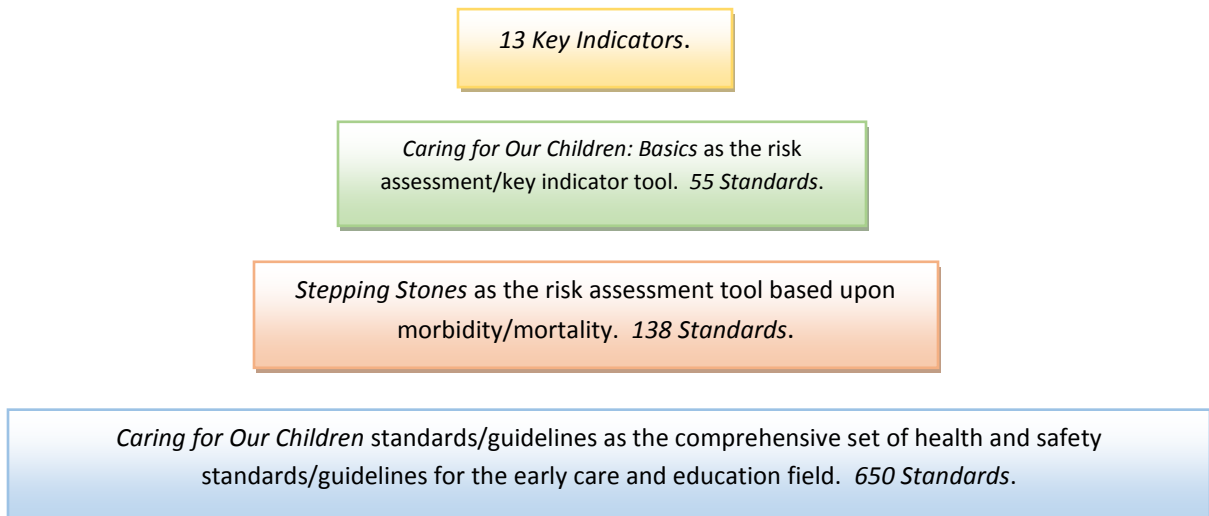 13 Key Indicators.
Caring for Our Children: Basics as the risk
assessment/key indicator tool.  55 Standards.
Stepping Stones as the risk assessment tool based upon
morbidity/mortality.  138 Standards.
Caring for Our Children standards/guidelines as the comprehensive set of health and safety
standards/guidelines for the early care and education field.  650 Standards.